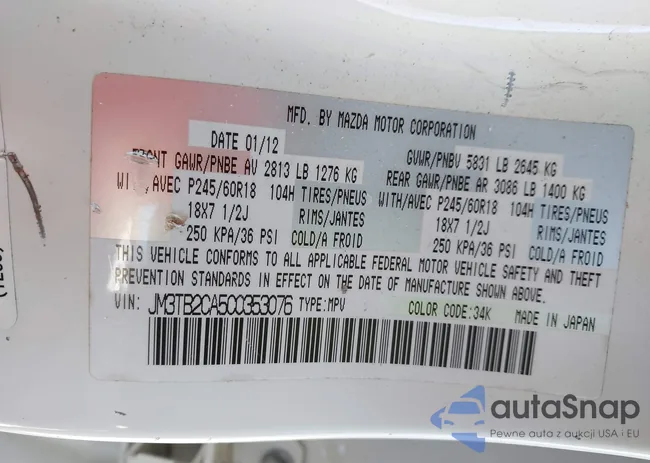 MFD. BY MAZDA MOTOR CORPORATION
DATE 01/12
GVWR/PNBV 5831 LB 2645 KG
FRONT GAWR/PNBE AV 2813 LB 1276 KG
REAR GAWR/PNBE AR 3086 LB 1400 KG
WITH/AVEC P245/60R18 104H TIRES/PNEUS
WITH/AVEC P245/60R18 104H TIRES/PNEUS
18X7 1/2J RIMS/JANTES
18X7 1/2J RIMS/JANTES
250 KPA/36 PSI COLD/A FROID
250 KPA/36 PSI COLD/A FROID
THIS VEHICLE CONFORMS TO ALL APPLICABLE FEDERAL MOTOR VEHICLE SAFETY AND THEFT
PREVENTION STANDARDS IN EFFECT ON THE DATE OF MANUFACTURE SHOWN ABOVE.
VIN: JM3TB2CA5C0353076 TYPE: MPV COLOR CODE: 34K MADE IN JAPAN
autaSnap
Pewne auta z aukcji USA i EU